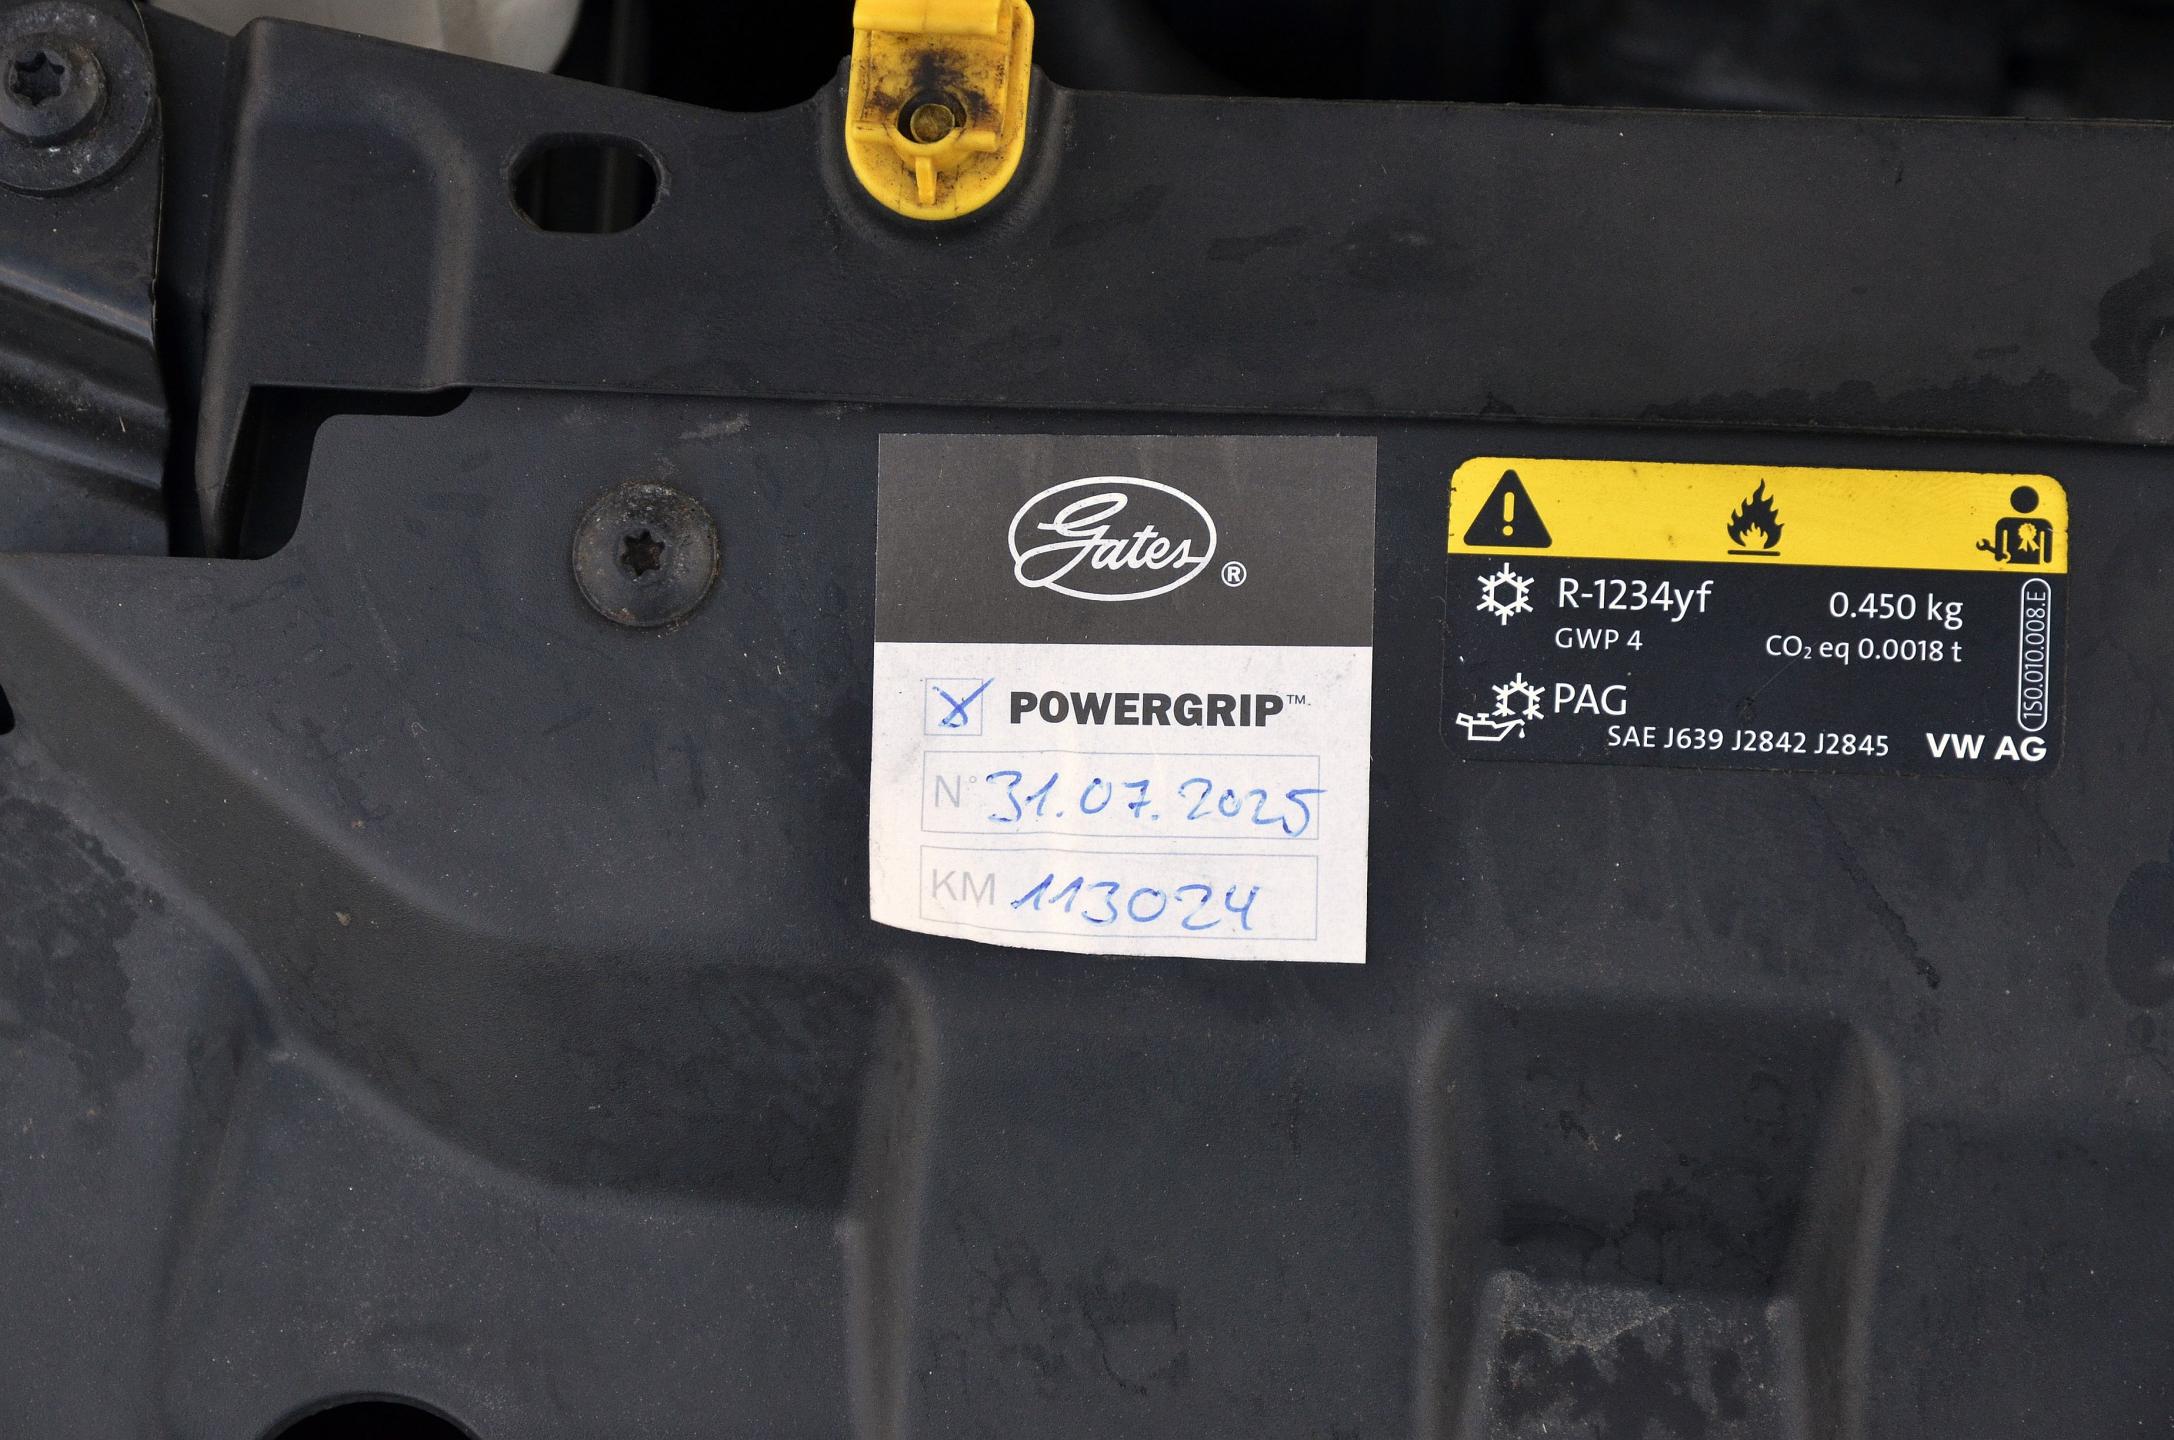 Gates®
POWERGRIP™
N° 31.07.2025
KM 113024
R-1234yf 0.450 kg
GWP 4 CO₂ eq 0.0018 t
PAG
SAE J639 J2842 J2845 VW AG
1S0.010.008.E